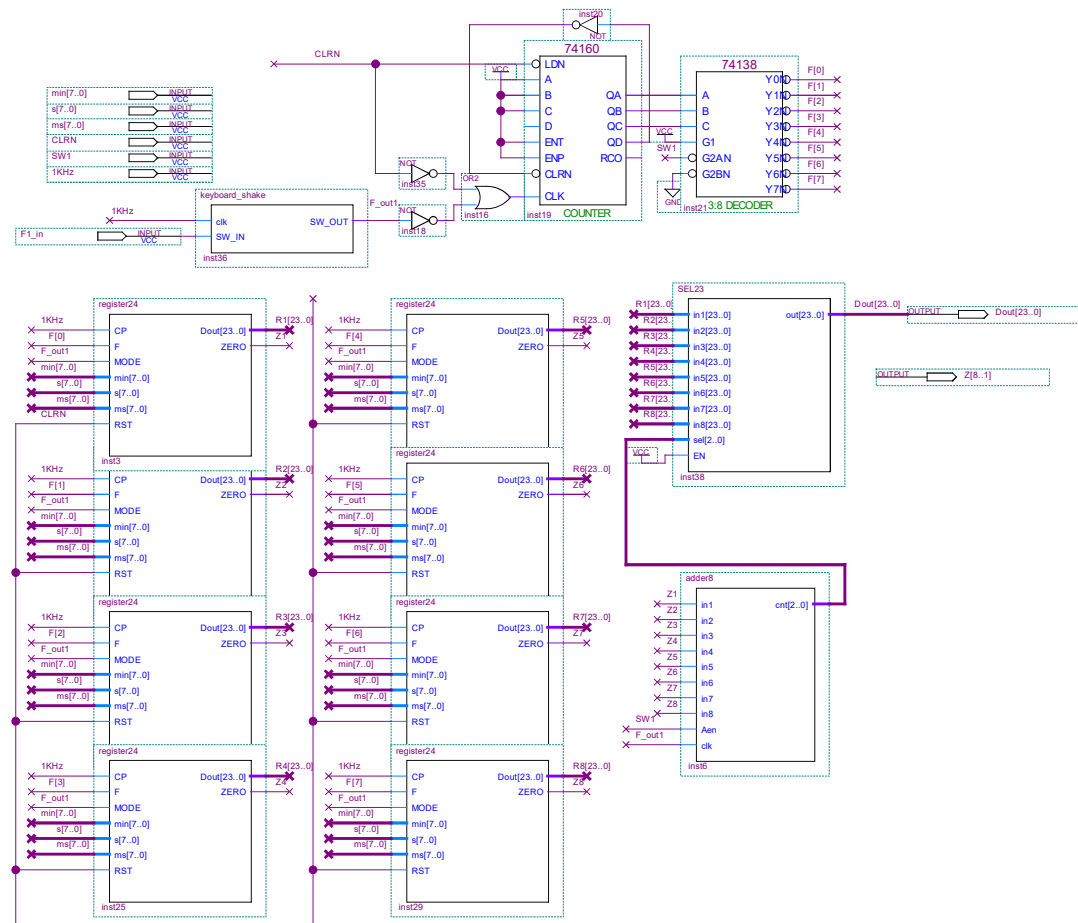 inst20
NOT
CLRN
74160
COUNTER
inst19
LDN
A
B
C
D
ENT
ENP
CLRN
CLK
QA
QB
QC
QD
RCO
VCC
74138
3:8 DECODER
inst21
A
B
C
G1
G2AN
G2BN
Y0N
Y1N
Y2N
Y3N
Y4N
Y5N
Y6N
Y7N
VCC
SW1
GND
F[0]
F[1]
F[2]
F[3]
F[4]
F[5]
F[6]
F[7]
min[7..0] INPUT VCC
s[7..0] INPUT VCC
ms[7..0] INPUT VCC
CLRN INPUT VCC
SW1 INPUT VCC
1KHz INPUT VCC
NOT
inst35
OR2
inst16
F_out1
NOT
inst18
keyboard_shake
clk
SW_IN
SW_OUT
inst36
1KHz
F1_in INPUT VCC
register24
1KHz CP Dout[23..0] R1[23..0]
F[0] F ZERO Z1
F_out1 MODE
min[7..0] min[7..0]
s[7..0] s[7..0]
ms[7..0] ms[7..0]
CLRN RST
inst3
1KHz CP Dout[23..0] R2[23..0]
F[1] F ZERO Z2
F_out1 MODE
min[7..0] min[7..0]
s[7..0] s[7..0]
ms[7..0] ms[7..0]
RST
register24
1KHz CP Dout[23..0] R3[23..0]
F[2] F ZERO Z3
F_out1 MODE
min[7..0] min[7..0]
s[7..0] s[7..0]
ms[7..0] ms[7..0]
RST
register24
1KHz CP Dout[23..0] R4[23..0]
F[3] F ZERO Z4
F_out1 MODE
min[7..0] min[7..0]
s[7..0] s[7..0]
ms[7..0] ms[7..0]
RST
inst25
register24
1KHz CP Dout[23..0] R5[23..0]
F[4] F ZERO Z5
F_out1 MODE
min[7..0] min[7..0]
s[7..0] s[7..0]
ms[7..0] ms[7..0]
RST
register24
1KHz CP Dout[23..0] R6[23..0]
F[5] F ZERO Z6
F_out1 MODE
min[7..0] min[7..0]
s[7..0] s[7..0]
ms[7..0] ms[7..0]
RST
register24
1KHz CP Dout[23..0] R7[23..0]
F[6] F ZERO Z7
F_out1 MODE
min[7..0] min[7..0]
s[7..0] s[7..0]
ms[7..0] ms[7..0]
RST
register24
1KHz CP Dout[23..0] R8[23..0]
F[7] F ZERO Z8
F_out1 MODE
min[7..0] min[7..0]
s[7..0] s[7..0]
ms[7..0] ms[7..0]
RST
inst29
SEL23
R1[23.. in1[23..0] out[23..0] Dout[23..0] OUTPUT Dout[23..0]
R2[23.. in2[23..0]
R3[23.. in3[23..0]
R4[23.. in4[23..0]
R5[23.. in5[23..0]
R6[23.. in6[23..0]
R7[23.. in7[23..0]
R8[23.. in8[23..0]
sel[2..0]
VCC EN
inst38
OUTPUT Z[8..1]
adder8
Z1 in1 cnt[2..0]
Z2 in2
Z3 in3
Z4 in4
Z5 in5
Z6 in6
Z7 in7
Z8 in8
SW1 Aen
F_out1 clk
inst6